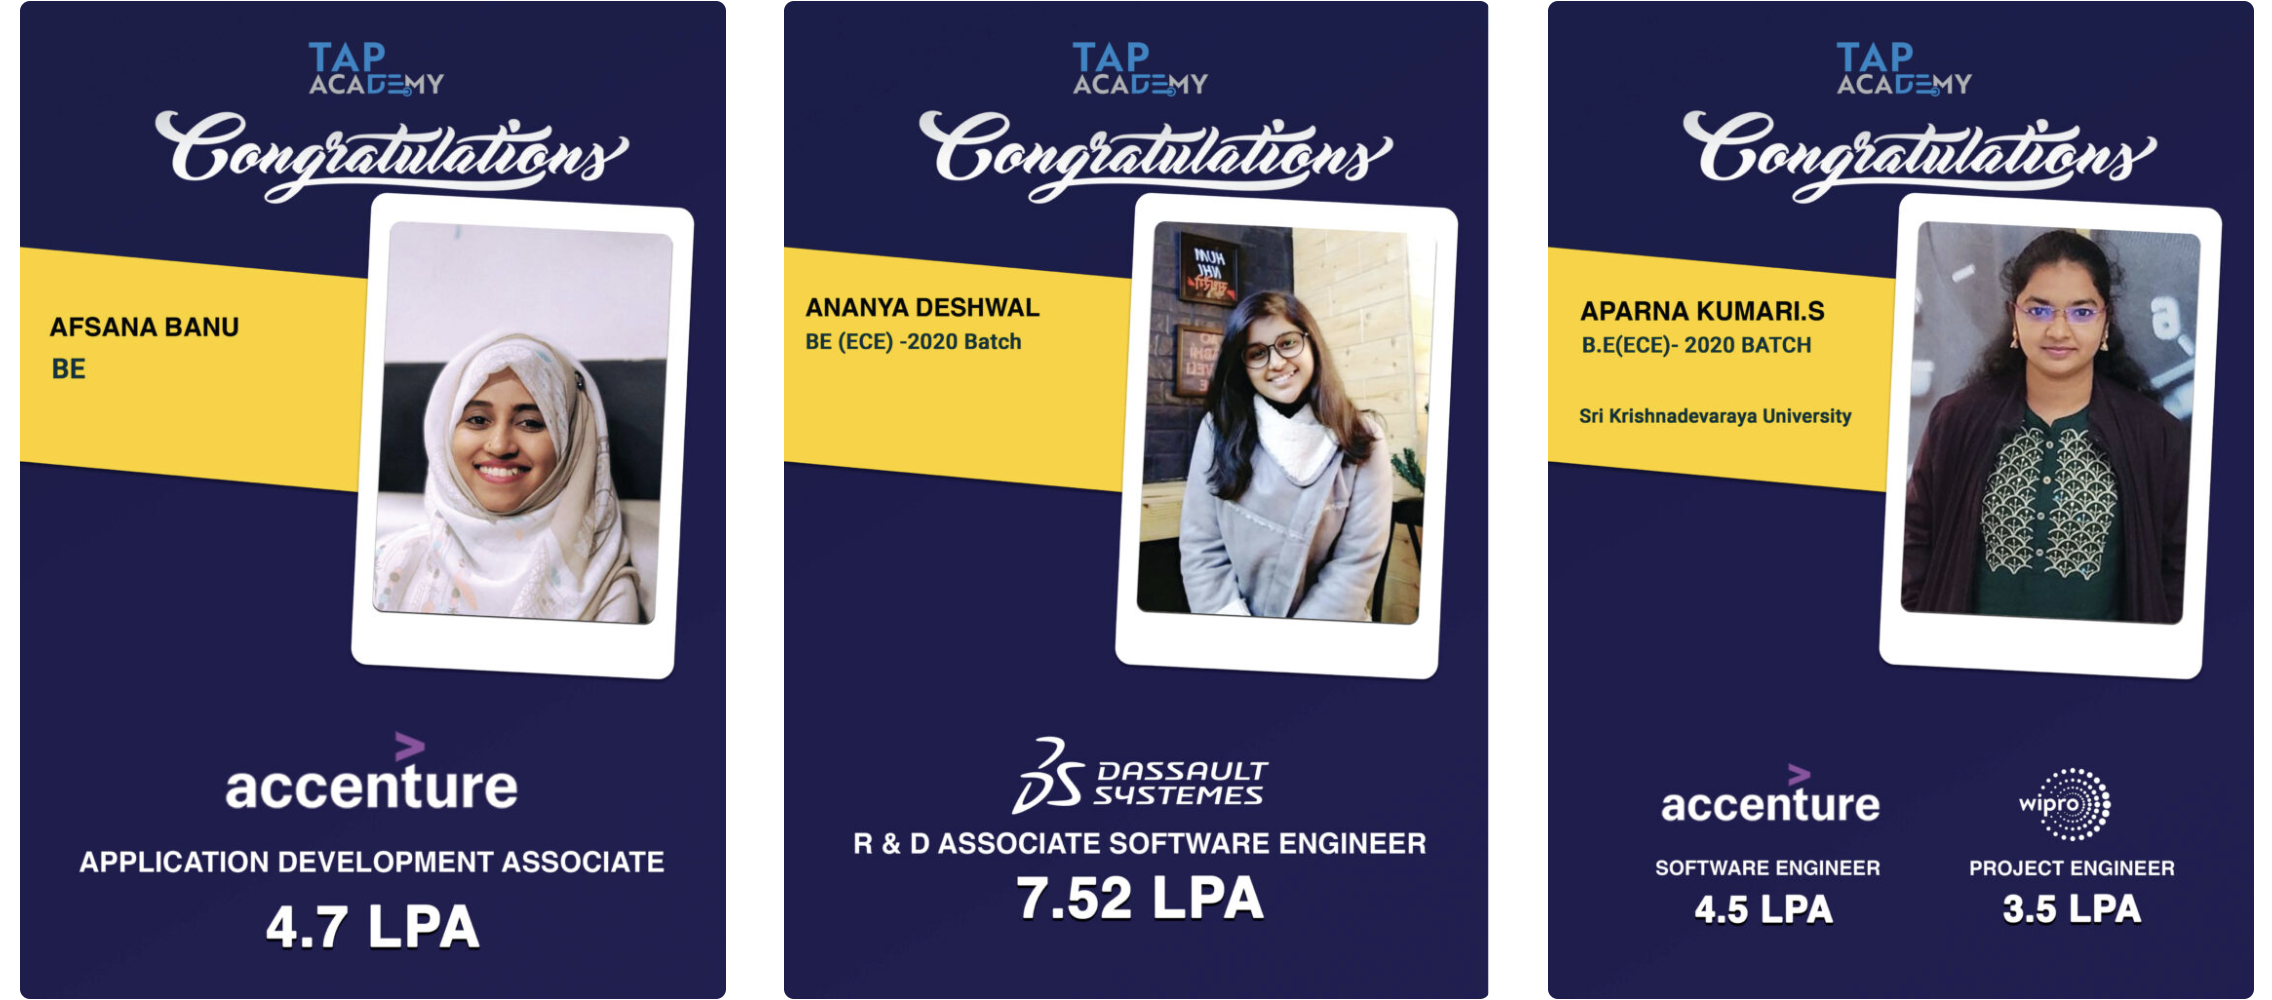 TAP
ACADEMY
Congratulations
AFSANA BANU
BE
accenture
APPLICATION DEVELOPMENT ASSOCIATE
4.7 LPA
TAP
ACADEMY
Congratulations
ANANYA DESHWAL
BE (ECE) -2020 Batch
DASSAULT
SYSTEMES
R & D ASSOCIATE SOFTWARE ENGINEER
7.52 LPA
TAP
ACADEMY
Congratulations
APARNA KUMARI.S
B.E(ECE)- 2020 BATCH
Sri Krishnadevaraya University
accenture
SOFTWARE ENGINEER
4.5 LPA
wipro
PROJECT ENGINEER
3.5 LPA